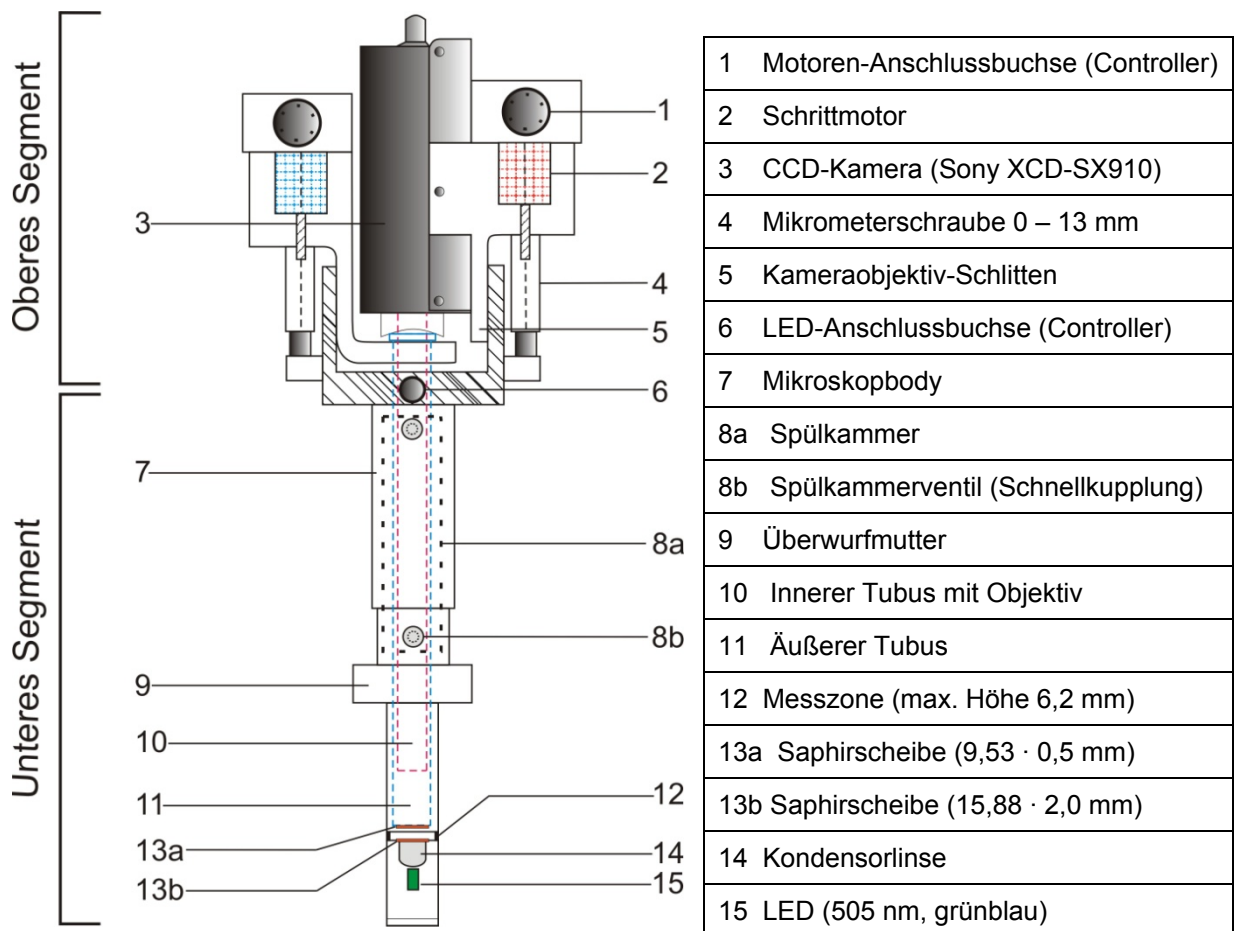 Oberes Segment
Unteres Segment
3
7
9
10
11
13a
13b
1
2
4
5
6
8a
8b
12
14
15
1 Motoren-Anschlussbuchse (Controller)
2 Schrittmotor
3 CCD-Kamera (Sony XCD-SX910)
4 Mikrometerschraube 0 – 13 mm
5 Kameraobjektiv-Schlitten
6 LED-Anschlussbuchse (Controller)
7 Mikroskopbody
8a Spülkammer
8b Spülkammerventil (Schnellkupplung)
9 Überwurfmutter
10 Innerer Tubus mit Objektiv
11 Äußerer Tubus
12 Messzone (max. Höhe 6,2 mm)
13a Saphirscheibe (9,53 · 0,5 mm)
13b Saphirscheibe (15,88 · 2,0 mm)
14 Kondensorlinse
15 LED (505 nm, grünblau)